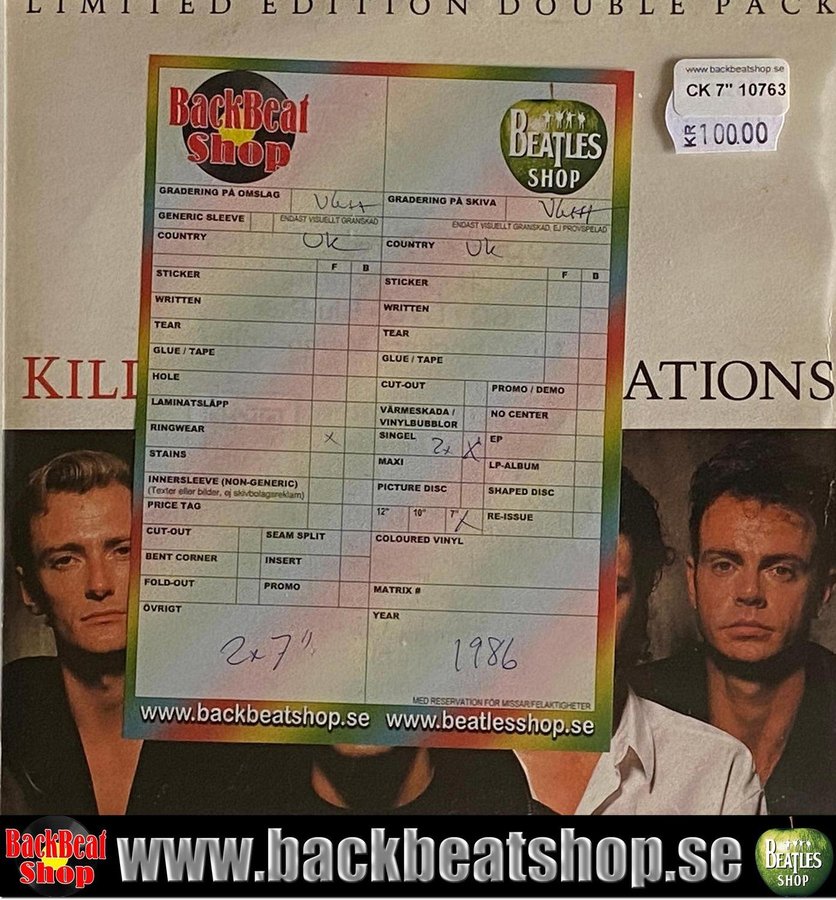 LIMITED EDITION DOUBLE PACK
www.backbeatshop.se
CK 7" 10763
KR 100.00
BackBeat
Shop
BEATLES
SHOP
GRADERING PÅ OMSLAG
GRADERING PÅ SKIVA
GENERIC SLEEVE
ENDAST VISUELLT GRANSKAD
ENDAST VISUELLT GRANSKAD, EJ PROVSPELAD
COUNTRY UK
COUNTRY UK
F B
F B
STICKER
STICKER
WRITTEN
WRITTEN
TEAR
TEAR
GLUE / TAPE
GLUE / TAPE
HOLE
CUT-OUT
PROMO / DEMO
LAMINATSLÄPP
VÄRMESKADA /
VINYLBUBBLOR
NO CENTER
RINGWEAR X
SINGEL 2x X
EP
STAINS
MAXI
LP-ALBUM
INNERSLEEVE (NON-GENERIC)
(Texter eller bilder, ej skivbolagsreklam)
PICTURE DISC
SHAPED DISC
PRICE TAG
12" 10" 7" X
RE-ISSUE
CUT-OUT
SEAM SPLIT
COLOURED VINYL
BENT CORNER
INSERT
FOLD-OUT
PROMO
MATRIX #
ÖVRIGT
YEAR
2x7"
1986
MED RESERVATION FÖR MISSAR/FELAKTIGHETER
www.backbeatshop.se www.beatlesshop.se
KILL
ATIONS
BackBeat
Shop
www.backbeatshop.se
BEATLES
SHOP